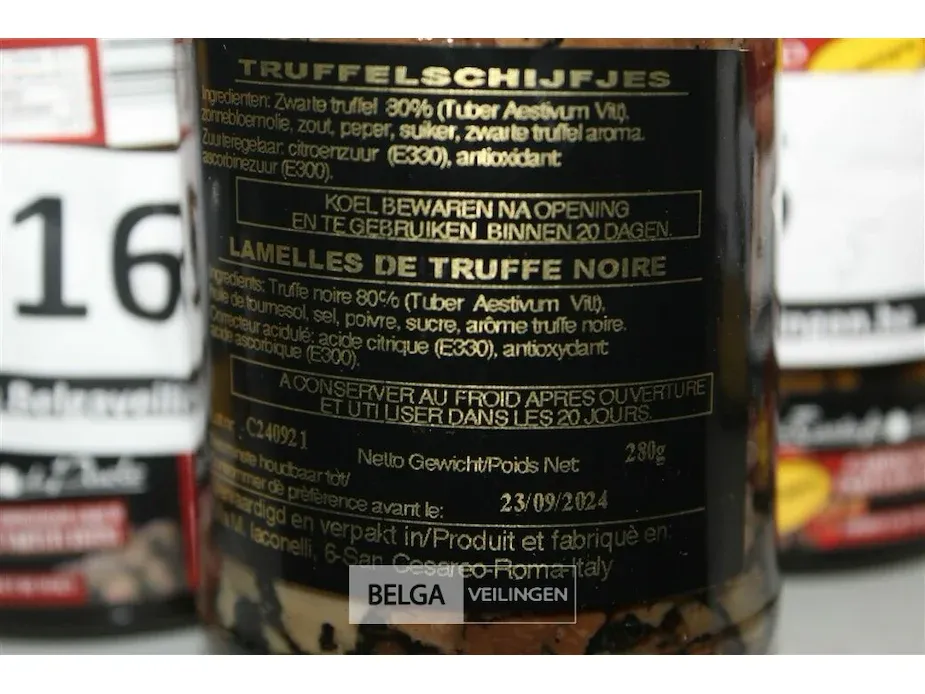 TRUFFELSCHIJFJES
Ingredienten: Zwarte truffel 80% (Tuber Aestivum Vitt),
zonnebloemolie, zout, peper, suiker, zwarte truffel aroma.
Zuurteregelaar: citroenzuur (E330), antioxidant:
ascorbinezuur (E300).
KOEL BEWAREN NA OPENING
EN TE GEBRUIKEN BINNEN 20 DAGEN.
LAMELLES DE TRUFFE NOIRE
Ingredients: Truffe noire 80% (Tuber Aestivum Vitt),
huile de tournesol, sel, poivre, sucre, arôme truffe noire.
Correcteur acidulé: acide citrique (E330), antioxydant:
acide ascorbique (E300).
A CONSERVER AU FROID APRES OUVERTURE
ET UTILISER DANS LES 20 JOURS.
C240921
Netto Gewicht/Poids Net 280g
houdbaar tot/
de préférence avant le: 23/09/2024
en verpakt in/Produit et fabriquè en:
M. Iaconelli, 6-San Cesareo-Roma-Italy
16
BELGA VEILINGEN